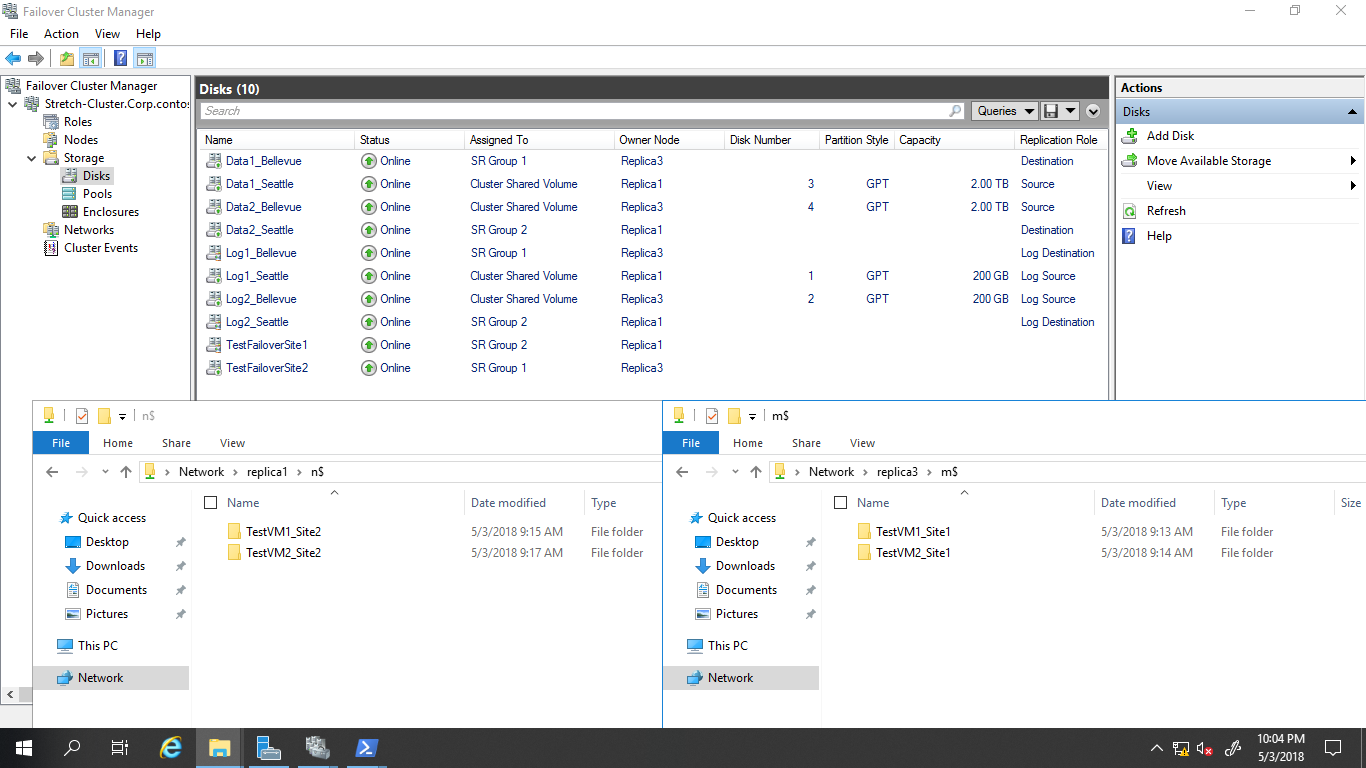 Failover Cluster Manager
File Action View Help
Failover Cluster Manager
Stretch-Cluster.Corp.contos
Roles
Nodes
Storage
Disks
Pools
Enclosures
Networks
Cluster Events
Disks (10)
Search
Queries
Name Status Assigned To Owner Node Disk Number Partition Style Capacity Replication Role
Data1_Bellevue Online SR Group 1 Replica3 Destination
Data1_Seattle Online Cluster Shared Volume Replica1 3 GPT 2.00 TB Source
Data2_Bellevue Online Cluster Shared Volume Replica3 4 GPT 2.00 TB Source
Data2_Seattle Online SR Group 2 Replica1 Destination
Log1_Bellevue Online SR Group 1 Replica3 Log Destination
Log1_Seattle Online Cluster Shared Volume Replica1 1 GPT 200 GB Log Source
Log2_Bellevue Online Cluster Shared Volume Replica3 2 GPT 200 GB Log Source
Log2_Seattle Online SR Group 2 Replica1 Log Destination
TestFailoverSite1 Online SR Group 2 Replica1
TestFailoverSite2 Online SR Group 1 Replica3
Actions
Disks
Add Disk
Move Available Storage
View
Refresh
Help
n$
File Home Share View
Network replica1 n$
Quick access
Desktop
Downloads
Documents
Pictures
This PC
Network
Name Date modified Type
TestVM1_Site2 5/3/2018 9:15 AM File folder
TestVM2_Site2 5/3/2018 9:17 AM File folder
m$
File Home Share View
Network replica3 m$
Quick access
Desktop
Downloads
Documents
Pictures
This PC
Network
Name Date modified Type Size
TestVM1_Site1 5/3/2018 9:13 AM File folder
TestVM2_Site1 5/3/2018 9:14 AM File folder
10:04 PM
5/3/2018